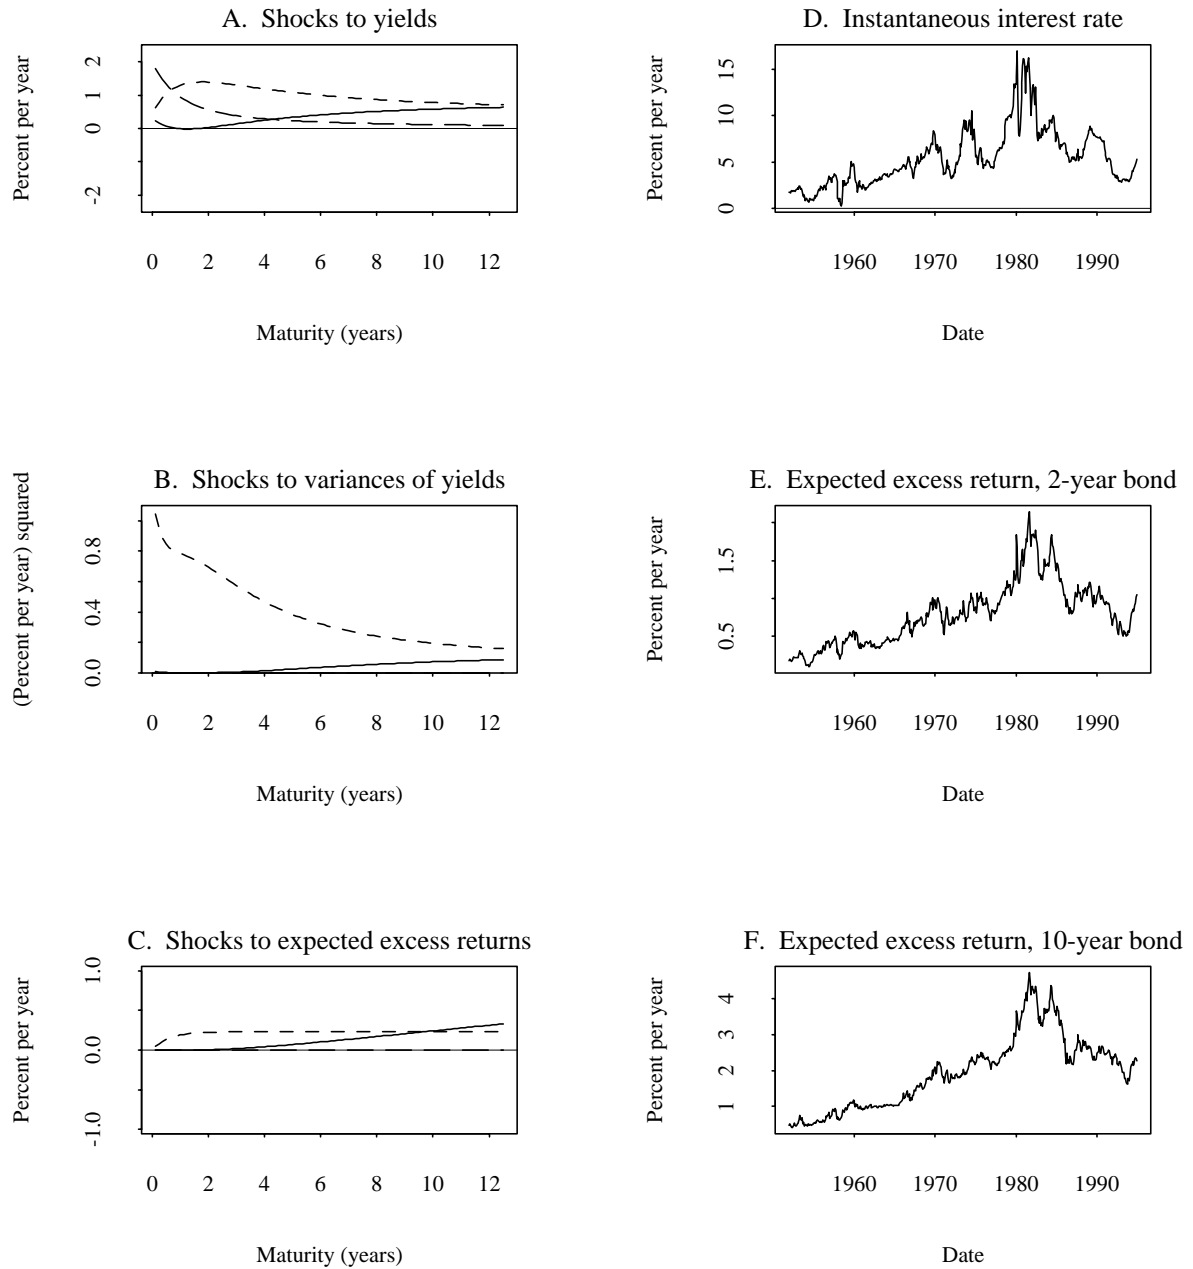 A. Shocks to yields
Percent per year
2
1
0
-2
0 2 4 6 8 10 12
Maturity (years)
D. Instantaneous interest rate
Percent per year
15
10
5
0
1960 1970 1980 1990
Date
B. Shocks to variances of yields
(Percent per year) squared
0.8
0.4
0.0
0 2 4 6 8 10 12
Maturity (years)
E. Expected excess return, 2-year bond
Percent per year
1.5
0.5
1960 1970 1980 1990
Date
C. Shocks to expected excess returns
Percent per year
1.0
0.0
-1.0
0 2 4 6 8 10 12
Maturity (years)
F. Expected excess return, 10-year bond
Percent per year
4
3
2
1
1960 1970 1980 1990
Date